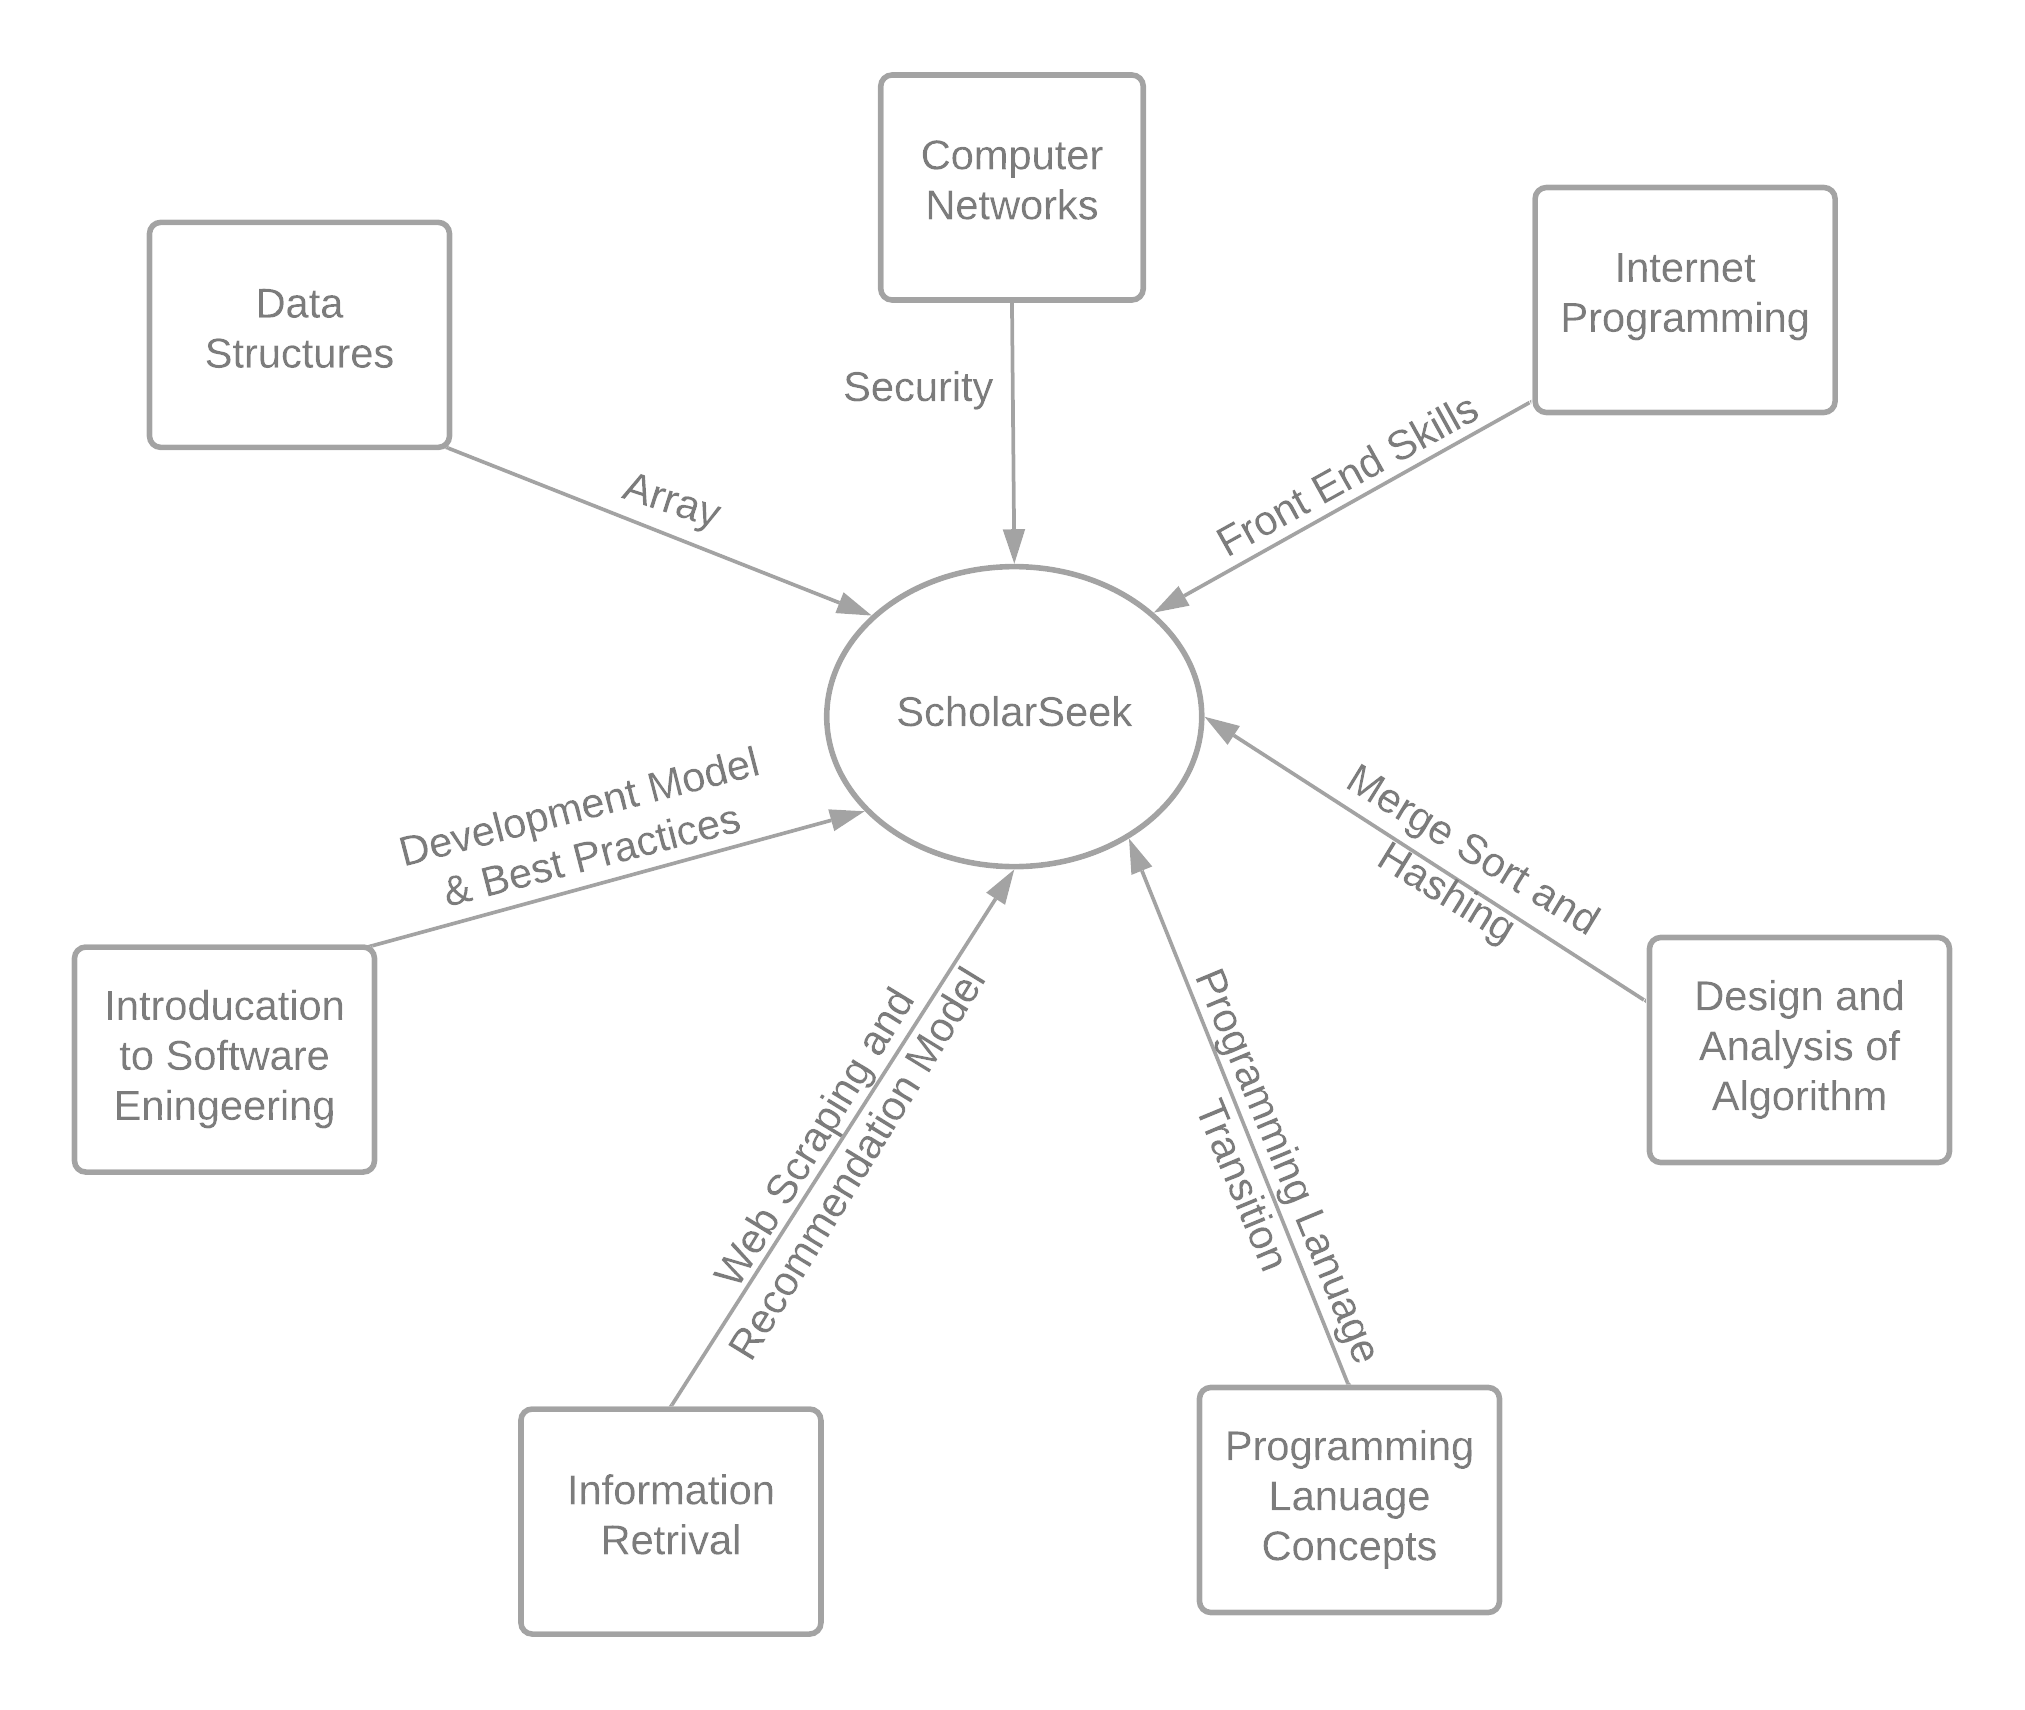 Computer
Networks
Data
Structures
Internet
Programming
Security
Array
Front End Skills
ScholarSeek
Development Model
& Best Practices
Merge Sort and
Hashing
Introducation
to Software
Eningeering
Web Scraping and
Recommendation Model
Programming Lanuage
Transition
Design and
Analysis of
Algorithm
Information
Retrival
Programming
Lanuage
Concepts